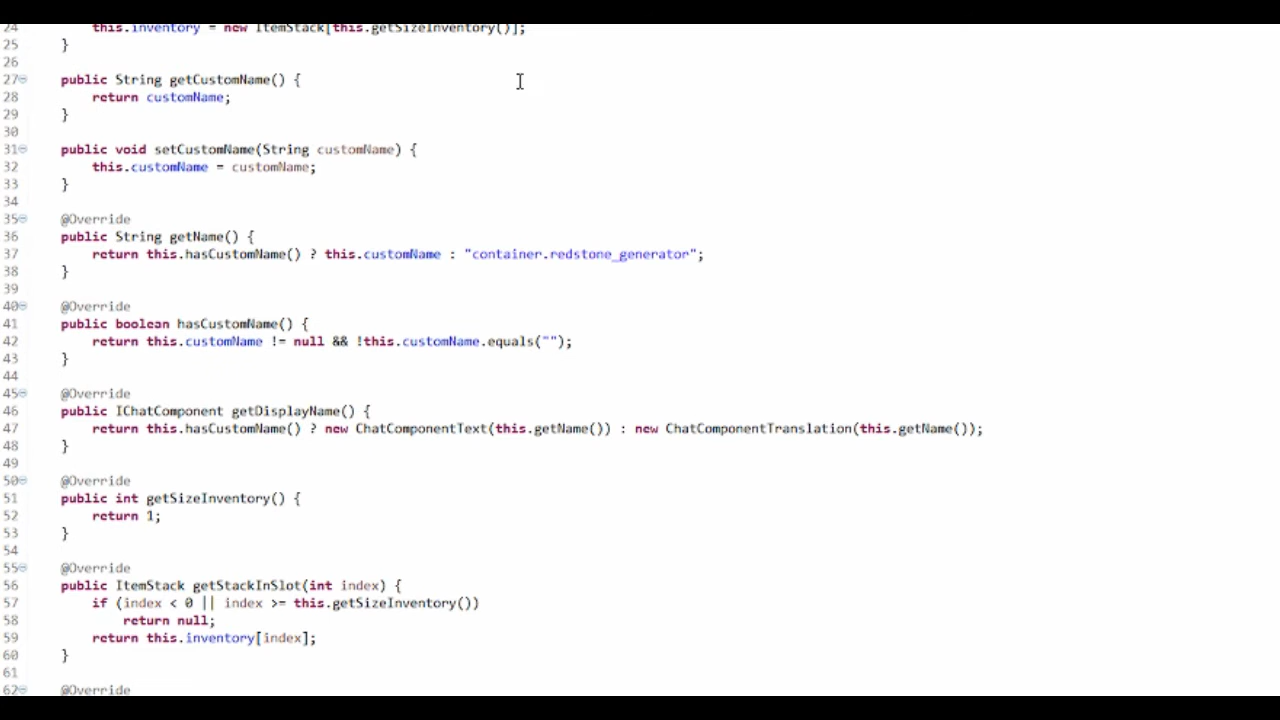 24 this.inventory = new ItemStack[this.getSizeInventory()];
25 }
26
27 public String getCustomName() {
28 return customName;
29 }
30
31 public void setCustomName(String customName) {
32 this.customName = customName;
33 }
34
35 @Override
36 public String getName() {
37 return this.hasCustomName() ? this.customName : "container.redstone_generator";
38 }
39
40 @Override
41 public boolean hasCustomName() {
42 return this.customName != null && !this.customName.equals("");
43 }
44
45 @Override
46 public IChatComponent getDisplayName() {
47 return this.hasCustomName() ? new ChatComponentText(this.getName()) : new ChatComponentTranslation(this.getName());
48 }
49
50 @Override
51 public int getSizeInventory() {
52 return 1;
53 }
54
55 @Override
56 public ItemStack getStackInSlot(int index) {
57 if (index < 0 || index >= this.getSizeInventory())
58 return null;
59 return this.inventory[index];
60 }
61
62 @Override